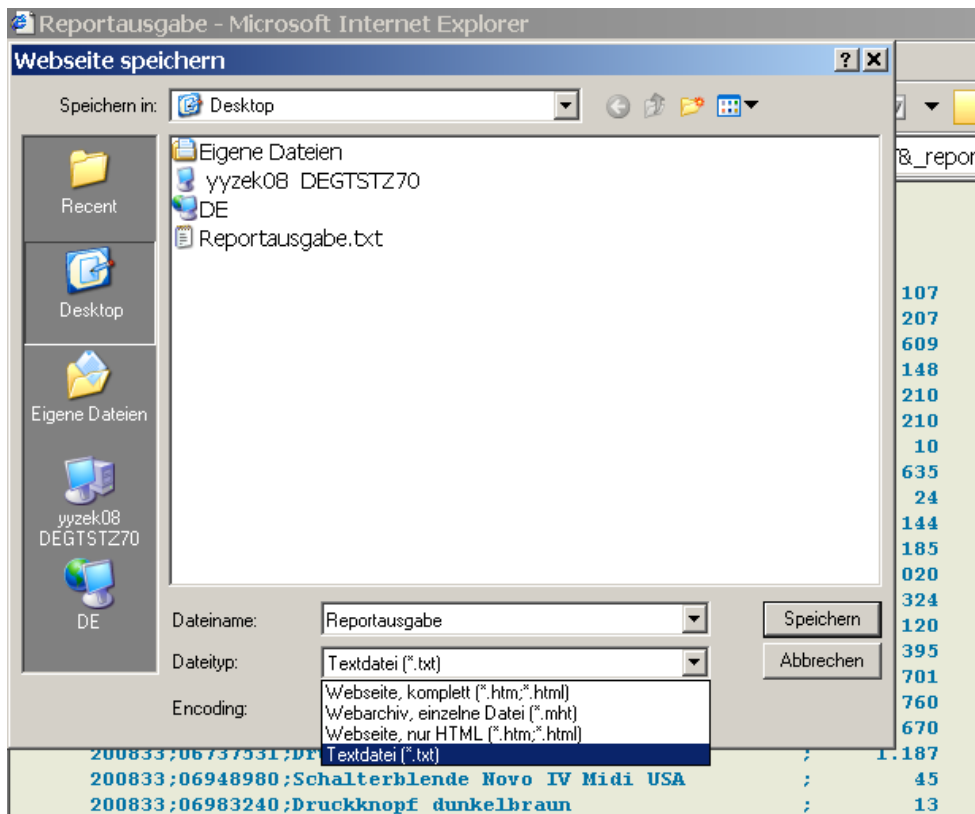 Reportausgabe - Microsoft Internet Explorer
Webseite speichern
Speichern in: Desktop
&_repor
Recent
Desktop
Eigene Dateien
yyzek08
DEGTSTZ70
DE
Eigene Dateien
yyzek08 DEGTSTZ70
DE
Reportausgabe.txt
107
207
609
148
210
210
10
635
24
144
185
020
324
120
395
701
760
670
Dateiname: Reportausgabe
Speichern
Dateityp: Textdatei (*.txt)
Abbrechen
Encoding:
Webseite, komplett (*.htm;*.html)
Webarchiv, einzelne Datei (*.mht)
Webseite, nur HTML (*.htm;*.html)
Textdatei (*.txt)
200833;06737531;Dr ; 1.187
200833;06948980;Schalterblende Novo IV Midi USA ; 45
200833;06983240;Druckknopf dunkelbraun ; 13